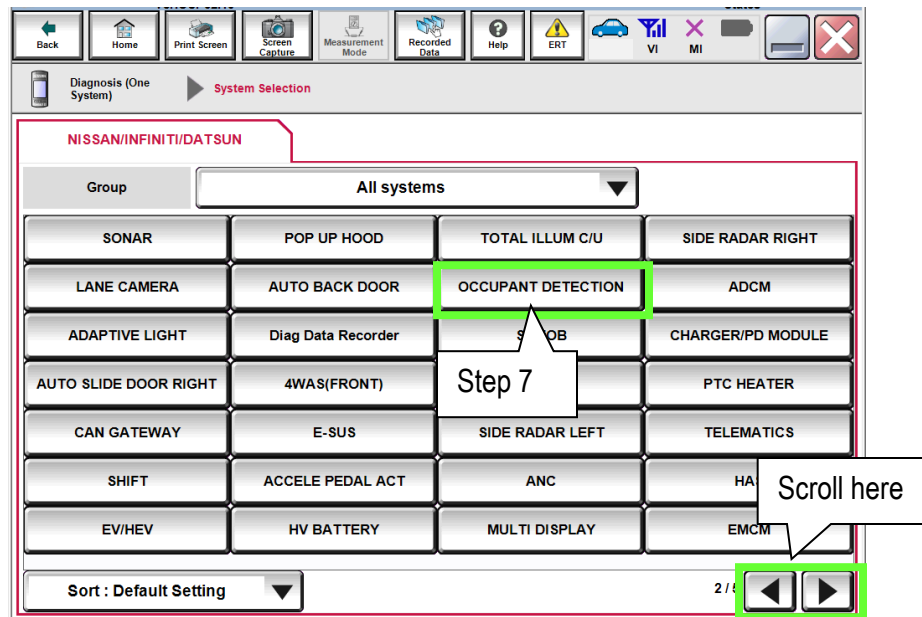 Back
Home
Print Screen
Screen Capture
Measurement Mode
Recorded Data
Help
ERT
VI
MI
Diagnosis (One System)
System Selection
NISSAN/INFINITI/DATSUN
Group
All systems
SONAR
POP UP HOOD
TOTAL ILLUM C/U
SIDE RADAR RIGHT
LANE CAMERA
AUTO BACK DOOR
OCCUPANT DETECTION
ADCM
ADAPTIVE LIGHT
Diag Data Recorder
CHARGER/PD MODULE
AUTO SLIDE DOOR RIGHT
4WAS(FRONT)
Step 7
PTC HEATER
CAN GATEWAY
E-SUS
SIDE RADAR LEFT
TELEMATICS
SHIFT
ACCELE PEDAL ACT
ANC
Scroll here
EV/HEV
HV BATTERY
MULTI DISPLAY
EMCM
Sort : Default Setting